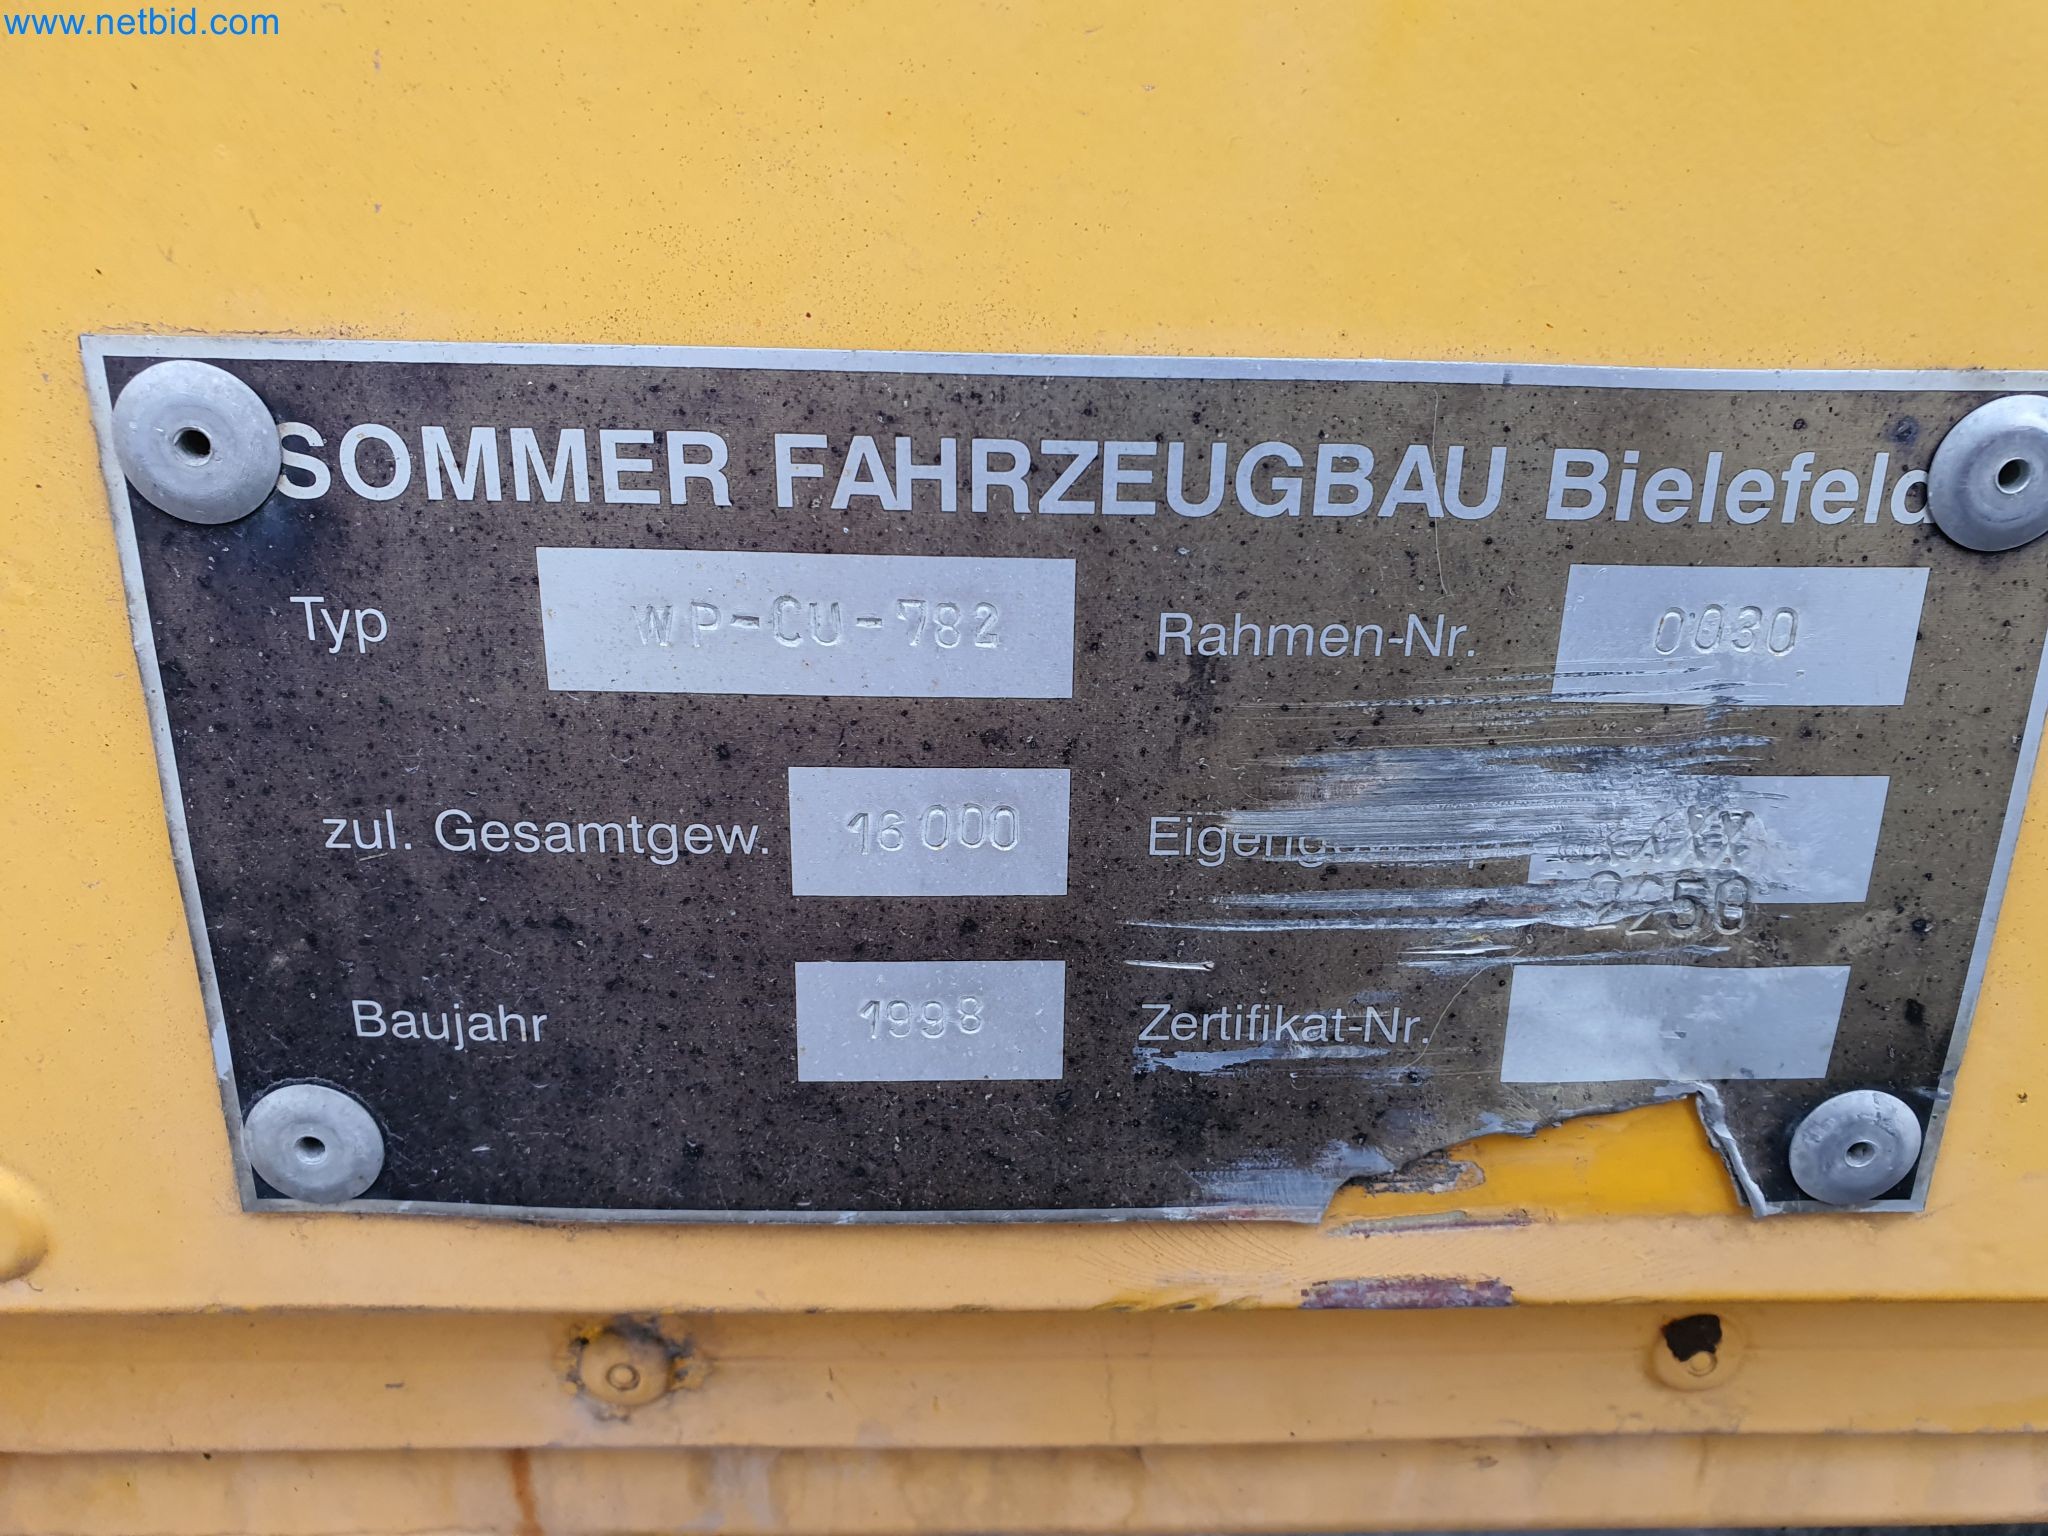 www.netbid.com
SOMMER FAHRZEUGBAU Bielefeld
Typ WP-CU-782 Rahmen-Nr. 0030
zul. Gesamtgew. 16000
2250
Baujahr 1998 Zertifikat-Nr.